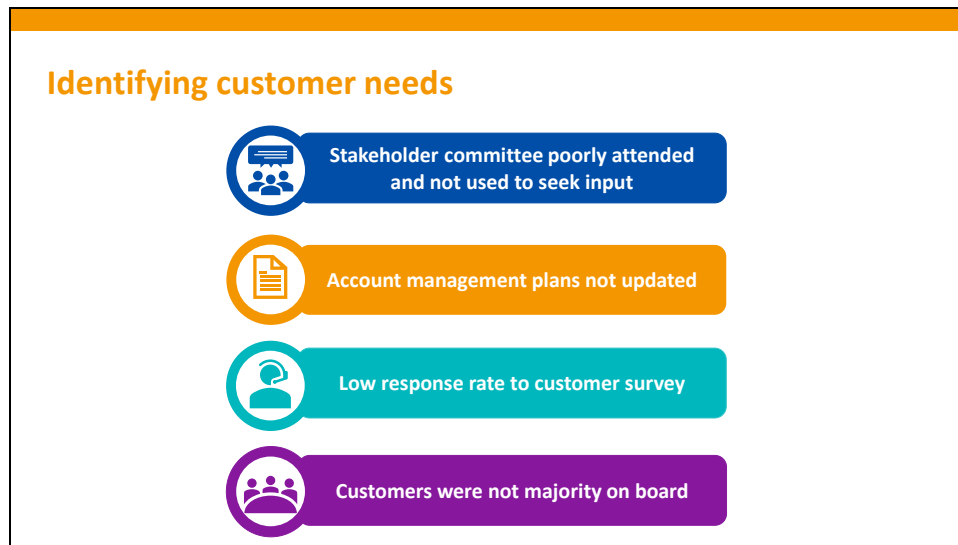 Identifying customer needs
Stakeholder committee poorly attended
and not used to seek input
Account management plans not updated
Low response rate to customer survey
Customers were not majority on board